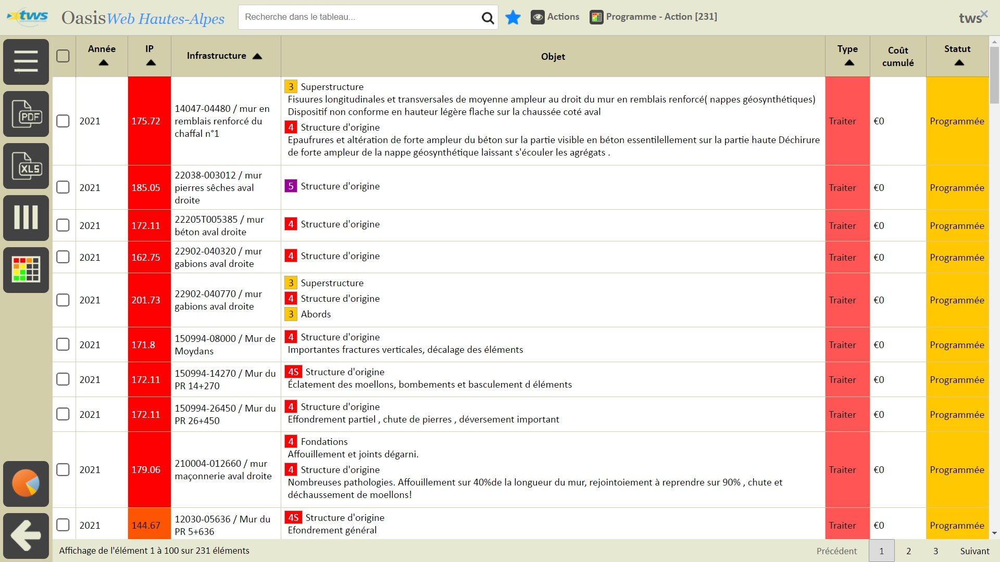 tws
OasisWeb Hautes-Alpes
Recherche dans le tableau...
Actions
Programme - Action [231]
tws
PDF
XLS
Année
IP
Infrastructure
Objet
Type
Coût
cumulé
Statut
2021
175.72
14047-04480 / mur en
remblais renforcé du
chaffal n°1
3 Superstructure
Fisuures longitudinales et transversales de moyenne ampleur au droit du mur en remblais renforcé( nappes géosynthétiques)
Dispositif non conforme en hauteur légère flache sur la chaussée coté aval
4 Structure d'origine
Epaufrures et altération de forte ampleur du béton sur la partie visible en béton essentilellement sur la partie haute Déchirure
de forte ampleur de la nappe géosynthétique laissant s'écouler les agrégats .
Traiter
€0
Programmée
2021
185.05
22038-003012 / mur
pierres sêches aval
droite
5 Structure d'origine
Traiter
€0
Programmée
2021
172.11
22205T005385 / mur
béton aval droite
4 Structure d'origine
Traiter
€0
Programmée
2021
162.75
22902-040320 / mur
gabions aval droite
4 Structure d'origine
Traiter
€0
Programmée
2021
201.73
22902-040770 / mur
gabions aval droite
3 Superstructure
4 Structure d'origine
3 Abords
Traiter
€0
Programmée
2021
171.8
150994-08000 / Mur de
Moydans
4 Structure d'origine
Importantes fractures verticales, décalage des éléments
Traiter
€0
Programmée
2021
172.11
150994-14270 / Mur du
PR 14+270
4S Structure d'origine
Éclatement des moellons, bombements et basculement d éléments
Traiter
€0
Programmée
2021
172.11
150994-26450 / Mur du
PR 26+450
4 Structure d'origine
Effondrement partiel , chute de pierres , déversement important
Traiter
€0
Programmée
2021
179.06
210004-012660 / mur
maçonnerie aval droite
4 Fondations
Affouillement et joints dégarni.
4 Structure d'origine
Nombreuses pathologies. Affouillement sur 40%de la longueur du mur, rejointoiement à reprendre sur 90% , chute et
déchaussement de moellons!
Traiter
€0
Programmée
2021
144.67
12030-05636 / Mur du
PR 5+636
4S Structure d'origine
Efondrement général
Traiter
€0
Programmée
Affichage de l'élément 1 à 100 sur 231 éléments
Précédent 1 2 3 Suivant